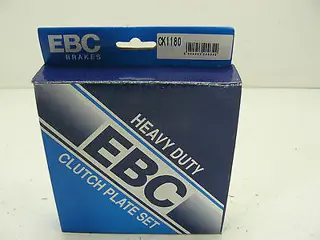 EBC
BRAKES
CK1180
HEAVY DUTY
EBC
CLUTCH PLATE SET